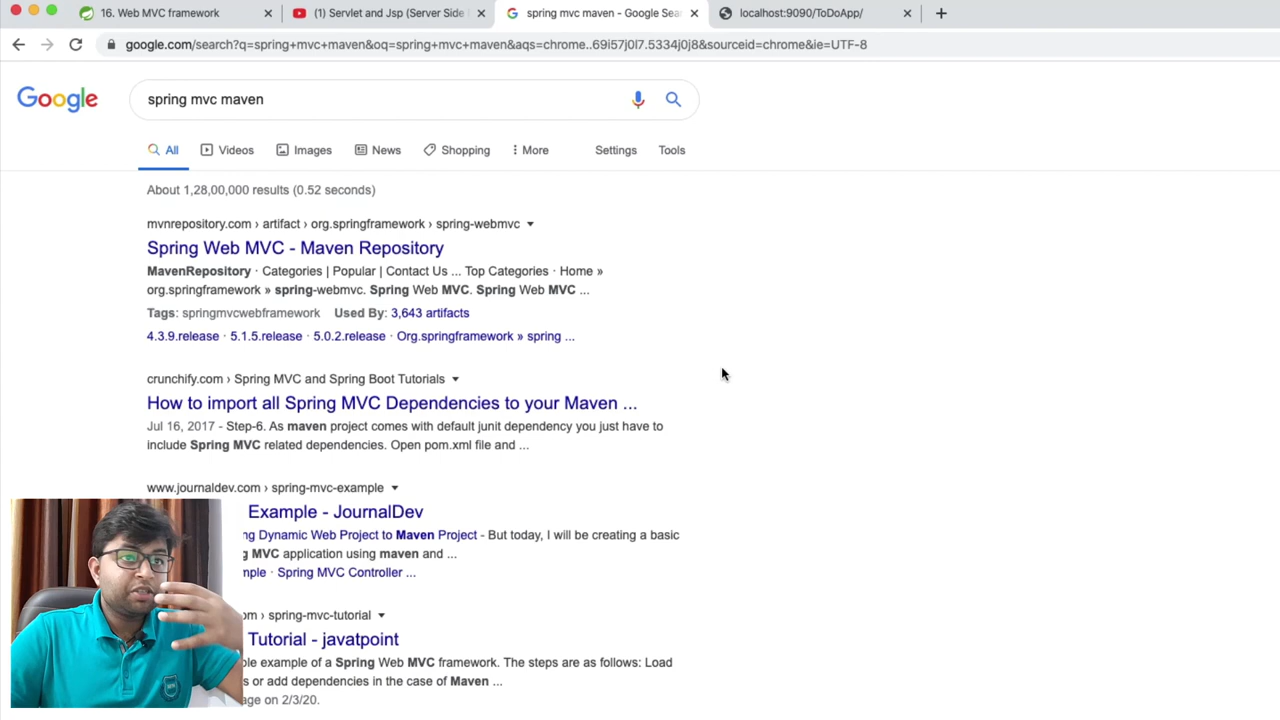 16. Web MVC framework
(1) Servlet and Jsp (Server Side
spring mvc maven - Google Sear
localhost:9090/ToDoApp/
google.com/search?q=spring+mvc+maven&oq=spring+mvc+maven&aqs=chrome..69i57j0l7.5334j0j8&sourceid=chrome&ie=UTF-8
Google
spring mvc maven
All Videos Images News Shopping More Settings Tools
About 1,28,00,000 results (0.52 seconds)
mvnrepository.com › artifact › org.springframework › spring-webmvc
Spring Web MVC - Maven Repository
MavenRepository · Categories | Popular | Contact Us ... Top Categories · Home »
org.springframework » spring-webmvc. Spring Web MVC. Spring Web MVC ...
Tags: springmvcwebframework Used By: 3,643 artifacts
4.3.9.release · 5.1.5.release · 5.0.2.release · Org.springframework » spring ...
crunchify.com › Spring MVC and Spring Boot Tutorials
How to import all Spring MVC Dependencies to your Maven ...
Jul 16, 2017 - Step-6. As maven project comes with default junit dependency you just have to
include Spring MVC related dependencies. Open pom.xml file and ...
www.journaldev.com › spring-mvc-example
Example - JournalDev
ng Dynamic Web Project to Maven Project - But today, I will be creating a basic
g MVC application using maven and ...
mple · Spring MVC Controller ...
om › spring-mvc-tutorial
Tutorial - javatpoint
ple example of a Spring Web MVC framework. The steps are as follows: Load
s or add dependencies in the case of Maven ...
age on 2/3/20.